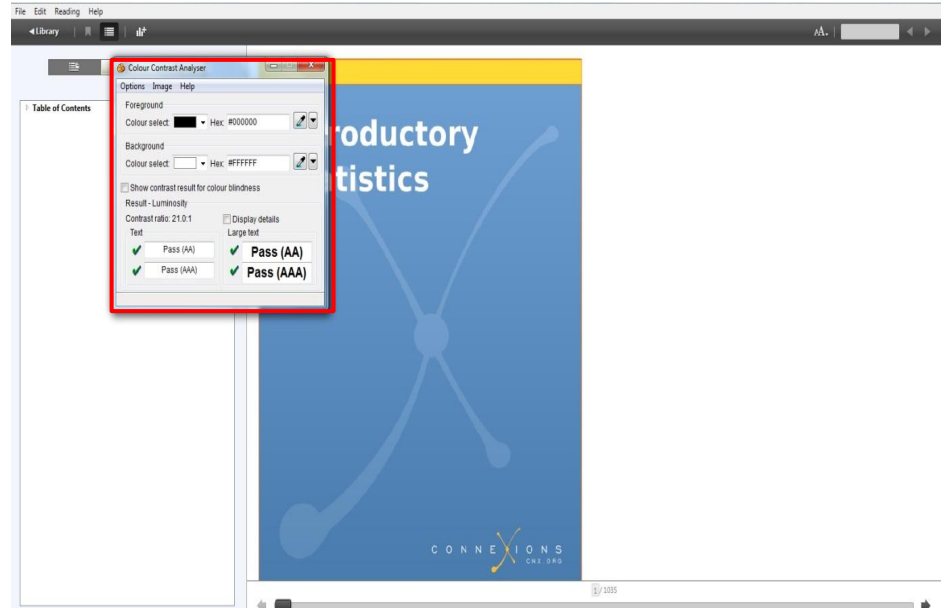 File Edit Reading Help
Library
AA
Colour Contrast Analyser
Options Image Help
Table of Contents
Foreground
Colour select: Hex: #000000
Background
Colour select: Hex: #FFFFFF
Show contrast result for colour blindness
Result - Luminosity
Contrast ratio: 21.0:1 Display details
Text Large text
Pass (AA) Pass (AA)
Pass (AAA) Pass (AAA)
roductory
tistics
CONNEXIONS
CNX.ORG
1 / 1035